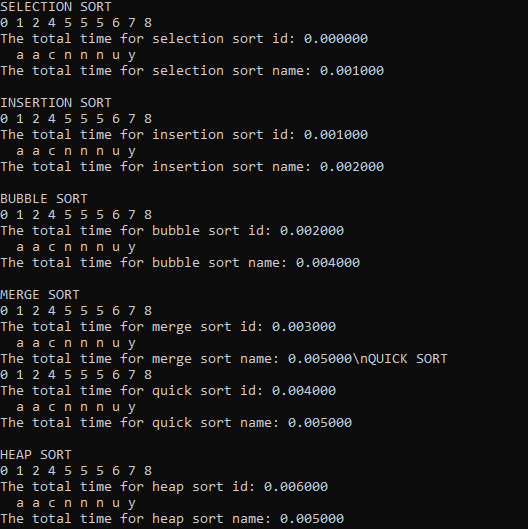 SELECTION SORT
0 1 2 4 5 5 5 6 7 8
The total time for selection sort id: 0.000000
  a a c n n n u y
The total time for selection sort name: 0.001000

INSERTION SORT
0 1 2 4 5 5 5 6 7 8
The total time for insertion sort id: 0.001000
  a a c n n n u y
The total time for insertion sort name: 0.002000

BUBBLE SORT
0 1 2 4 5 5 5 6 7 8
The total time for bubble sort id: 0.002000
  a a c n n n u y
The total time for bubble sort name: 0.004000

MERGE SORT
0 1 2 4 5 5 5 6 7 8
The total time for merge sort id: 0.003000
  a a c n n n u y
The total time for merge sort name: 0.005000\nQUICK SORT
0 1 2 4 5 5 5 6 7 8
The total time for quick sort id: 0.004000
  a a c n n n u y
The total time for quick sort name: 0.005000

HEAP SORT
0 1 2 4 5 5 5 6 7 8
The total time for heap sort id: 0.006000
  a a c n n n u y
The total time for heap sort name: 0.005000